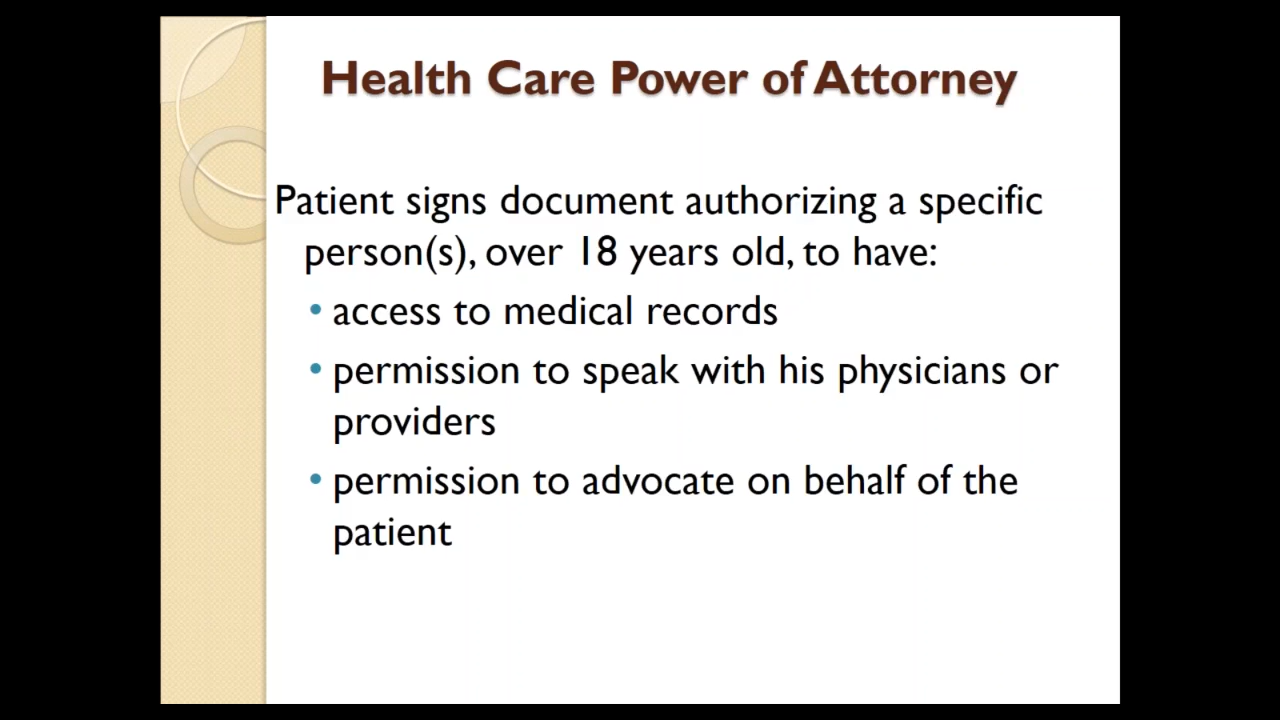 Health Care Power of Attorney
Patient signs document authorizing a specific
person(s), over 18 years old, to have:
• access to medical records
• permission to speak with his physicians or
providers
• permission to advocate on behalf of the
patient